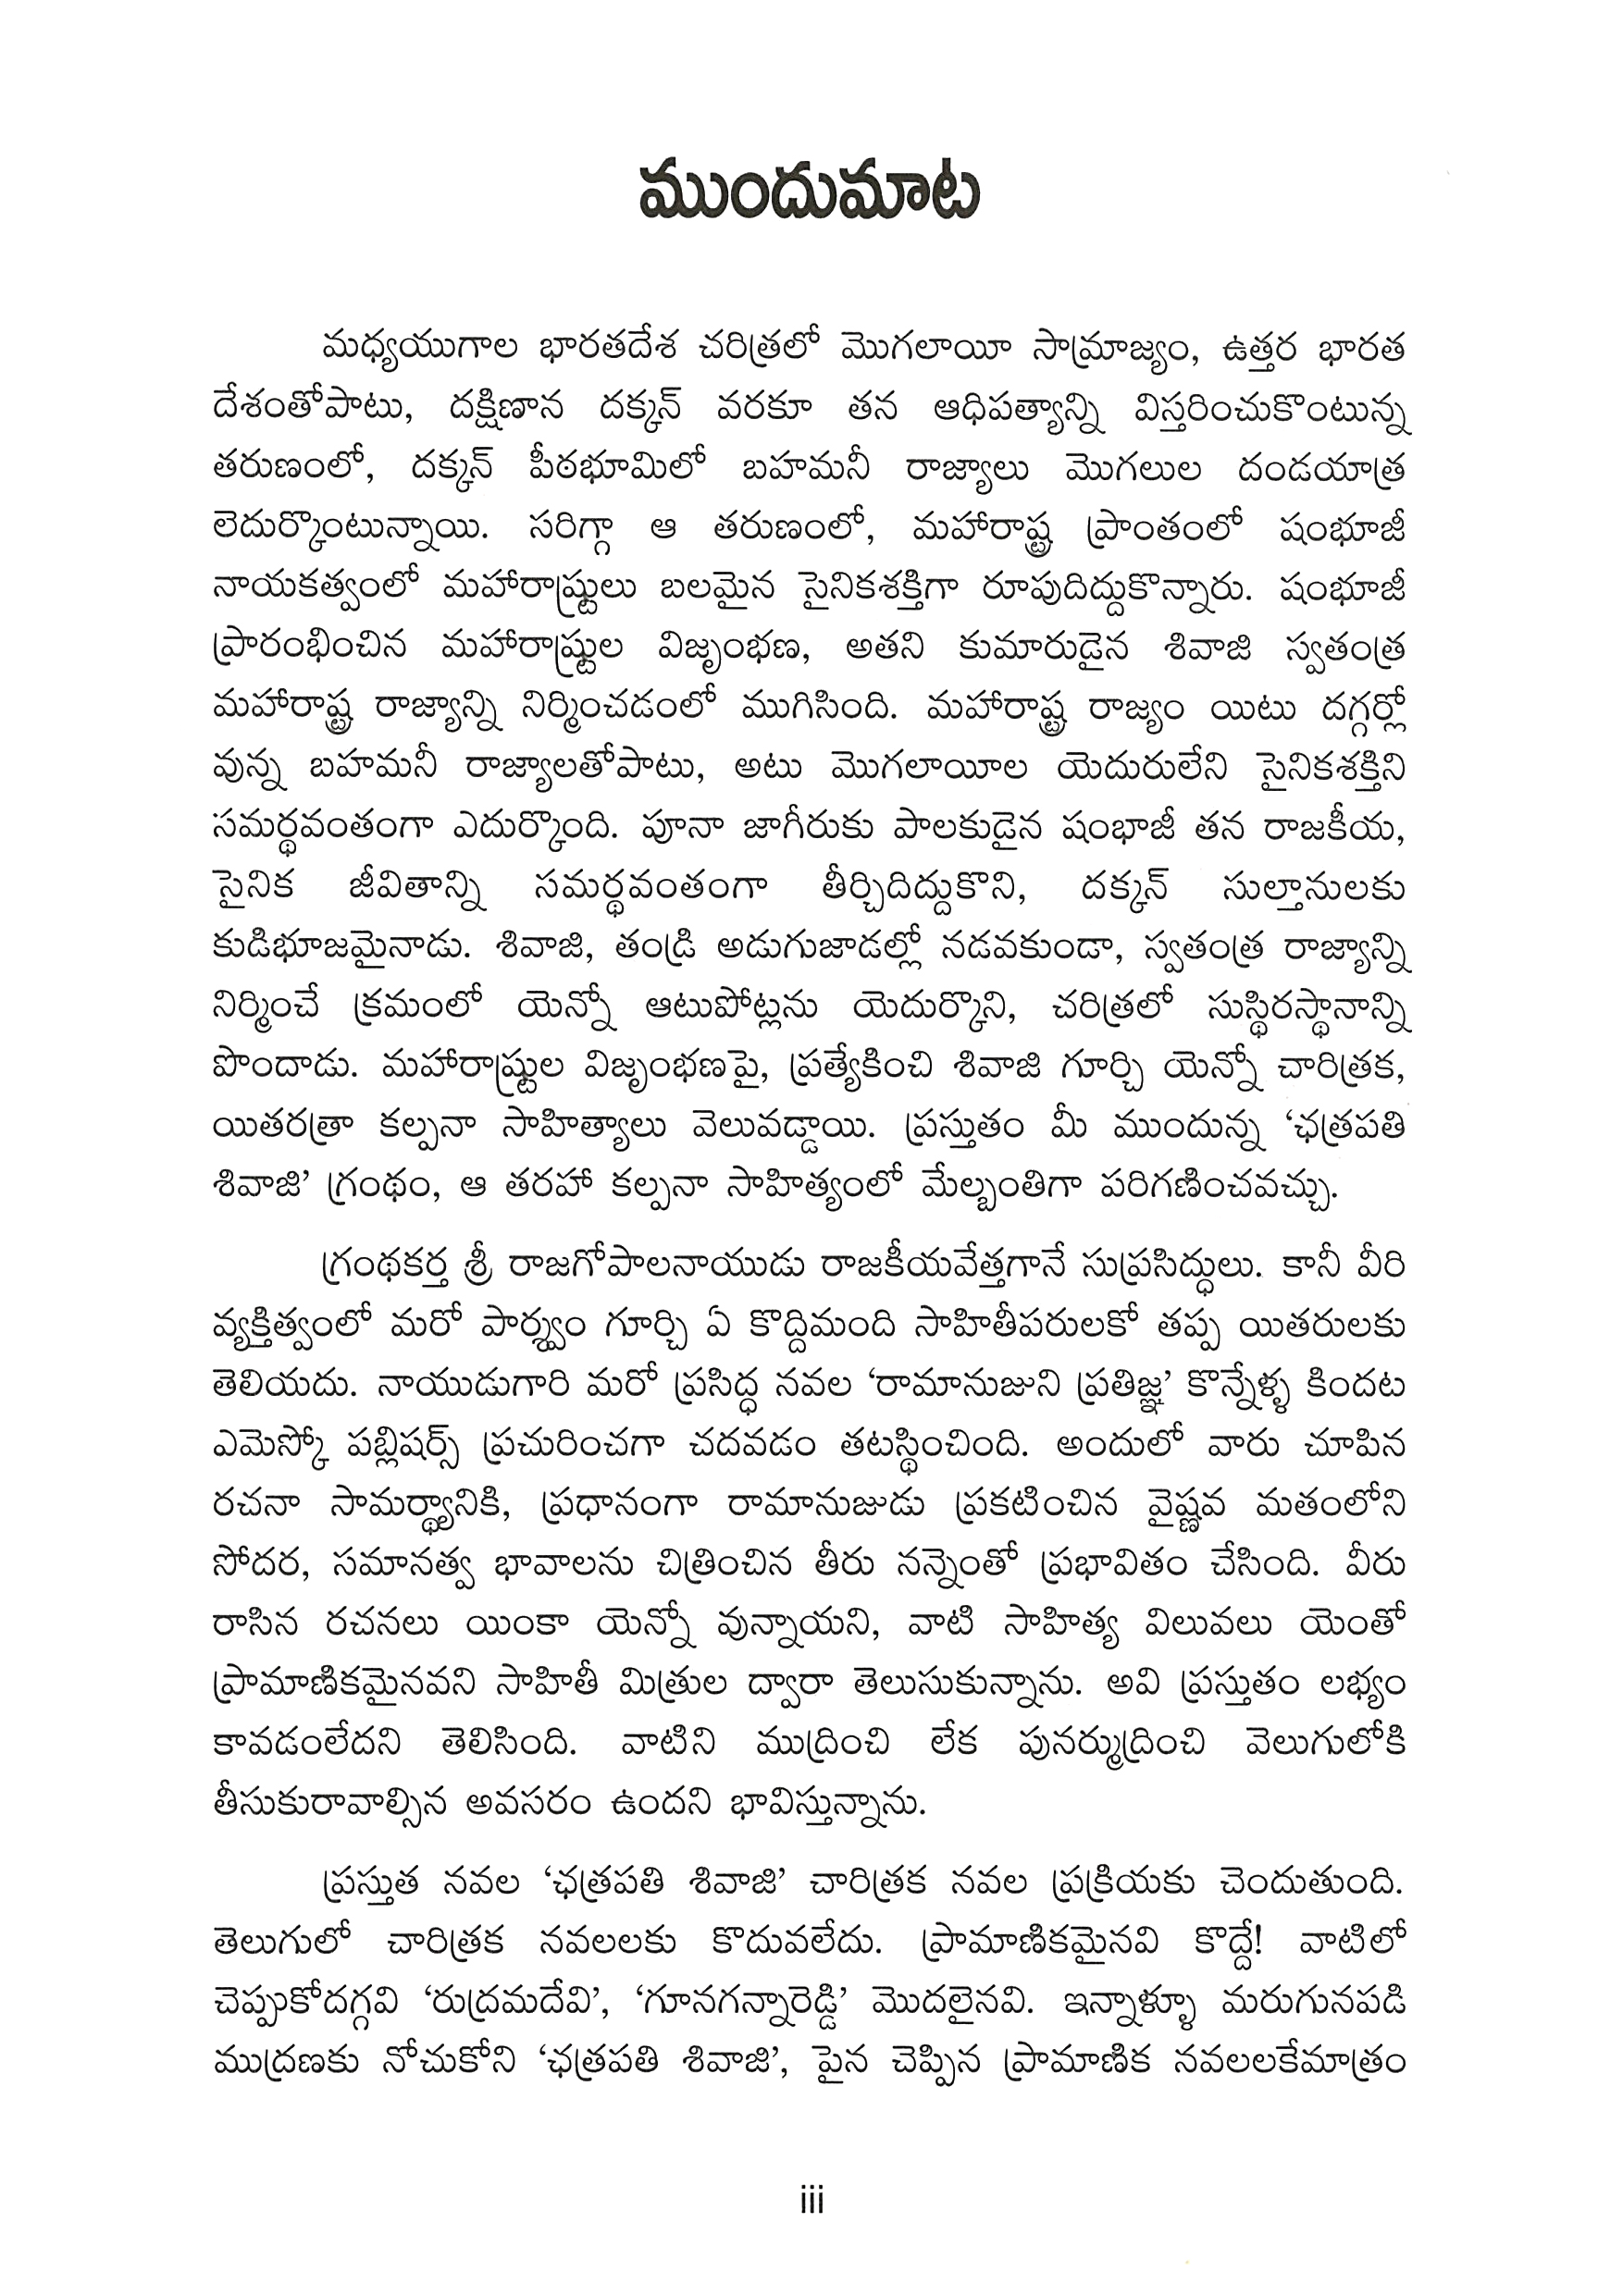 ముందుమాట
మధ్యయుగాల భారతదేశ చరిత్రలో మొగలాయీ సామ్రాజ్యం, ఉత్తర భారత
దేశంతోపాటు, దక్షిణాన దక్కన్ వరకూ తన ఆధిపత్యాన్ని విస్తరించుకొంటున్న
తరుణంలో, దక్కన్ పీఠభూమిలో బహమనీ రాజ్యాలు మొగలుల దండయాత్ర
లెదుర్కొంటున్నాయి. సరిగ్గా ఆ తరుణంలో, మహారాష్ట్ర ప్రాంతంలో షంభూజీ
నాయకత్వంలో మహారాష్ట్రులు బలమైన సైనికశక్తిగా రూపుదిద్దుకొన్నారు. షంభూజీ
ప్రారంభించిన మహారాష్ట్రుల విజృంభణ, అతని కుమారుడైన శివాజి స్వతంత్ర
మహారాష్ట్ర రాజ్యాన్ని నిర్మించడంలో ముగిసింది. మహారాష్ట్ర రాజ్యం యిటు దగ్గర్లో
వున్న బహమనీ రాజ్యాలతోపాటు, అటు మొగలాయీల యెదురులేని సైనికశక్తిని
సమర్థవంతంగా ఎదుర్కొంది. పూనా జాగీరుకు పాలకుడైన షంభాజీ తన రాజకీయ,
సైనిక జీవితాన్ని సమర్థవంతంగా తీర్చిదిద్దుకొని, దక్కన్ సుల్తానులకు
కుడిభూజమైనాడు. శివాజి, తండ్రి అడుగుజాడల్లో నడవకుండా, స్వతంత్ర రాజ్యాన్ని
నిర్మించే క్రమంలో యెన్నో ఆటుపోట్లను యెదుర్కొని, చరిత్రలో సుస్థిరస్థానాన్ని
పొందాడు. మహారాష్ట్రుల విజృంభణపై, ప్రత్యేకించి శివాజి గూర్చి యెన్నో చారిత్రక,
యితరత్రా కల్పనా సాహిత్యాలు వెలువడ్డాయి. ప్రస్తుతం మీ ముందున్న ‘ఛత్రపతి
శివాజి’ గ్రంథం, ఆ తరహా కల్పనా సాహిత్యంలో మేల్బంతిగా పరిగణించవచ్చు.
గ్రంథకర్త శ్రీ రాజగోపాలనాయుడు రాజకీయవేత్తగానే సుప్రసిద్ధులు. కానీ వీరి
వ్యక్తిత్వంలో మరో పార్శ్వం గూర్చి ఏ కొద్దిమంది సాహితీపరులకో తప్ప యితరులకు
తెలియదు. నాయుడుగారి మరో ప్రసిద్ధ నవల ‘రామానుజుని ప్రతిజ్ఞ’ కొన్నేళ్ళ కిందట
ఎమెస్కో పబ్లిషర్స్ ప్రచురించగా చదవడం తటస్థించింది. అందులో వారు చూపిన
రచనా సామర్థ్యానికి, ప్రధానంగా రామానుజుడు ప్రకటించిన వైష్ణవ మతంలోని
సోదర, సమానత్వ భావాలను చిత్రించిన తీరు నన్నెంతో ప్రభావితం చేసింది. వీరు
రాసిన రచనలు యింకా యెన్నో వున్నాయని, వాటి సాహిత్య విలువలు యెంతో
ప్రామాణికమైనవని సాహితీ మిత్రుల ద్వారా తెలుసుకున్నాను. అవి ప్రస్తుతం లభ్యం
కావడంలేదని తెలిసింది. వాటిని ముద్రించి లేక పునర్ముద్రించి వెలుగులోకి
తీసుకురావాల్సిన అవసరం ఉందని భావిస్తున్నాను.
ప్రస్తుత నవల ‘ఛత్రపతి శివాజి’ చారిత్రక నవల ప్రక్రియకు చెందుతుంది.
తెలుగులో చారిత్రక నవలలకు కొదువలేదు. ప్రామాణికమైనవి కొద్దే! వాటిలో
చెప్పుకోదగ్గవి ‘రుద్రమదేవి’, ‘గూనగన్నారెడ్డి’ మొదలైనవి. ఇన్నాళ్ళూ మరుగునపడి
ముద్రణకు నోచుకోని ‘ఛత్రపతి శివాజి’, పైన చెప్పిన ప్రామాణిక నవలలకేమాత్రం
iii